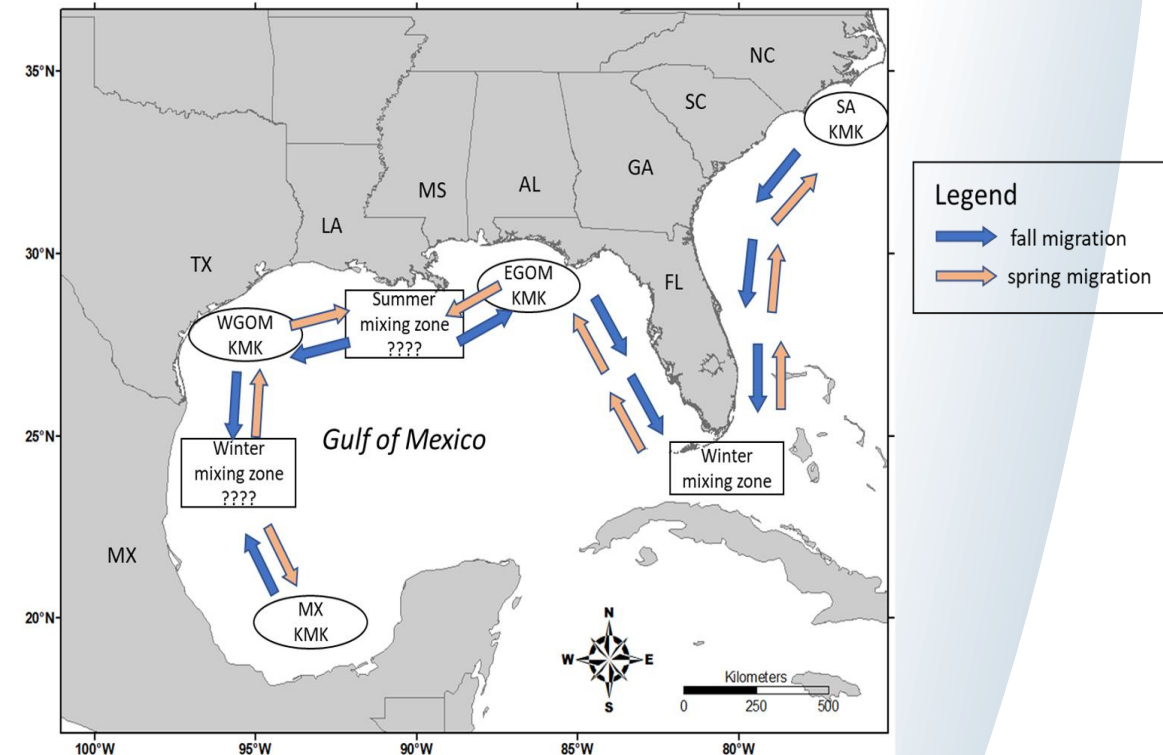 35°N
30°N
25°N
20°N
100°W
95°W
90°W
85°W
80°W
NC
SC
GA
AL
MS
LA
TX
FL
MX
SA
KMK
EGOM
KMK
WGOM
KMK
MX
KMK
Summer
mixing zone
????
Winter
mixing zone
????
Winter
mixing zone
Gulf of Mexico
N
W
E
S
Kilometers
0 250 500
Legend
fall migration
spring migration